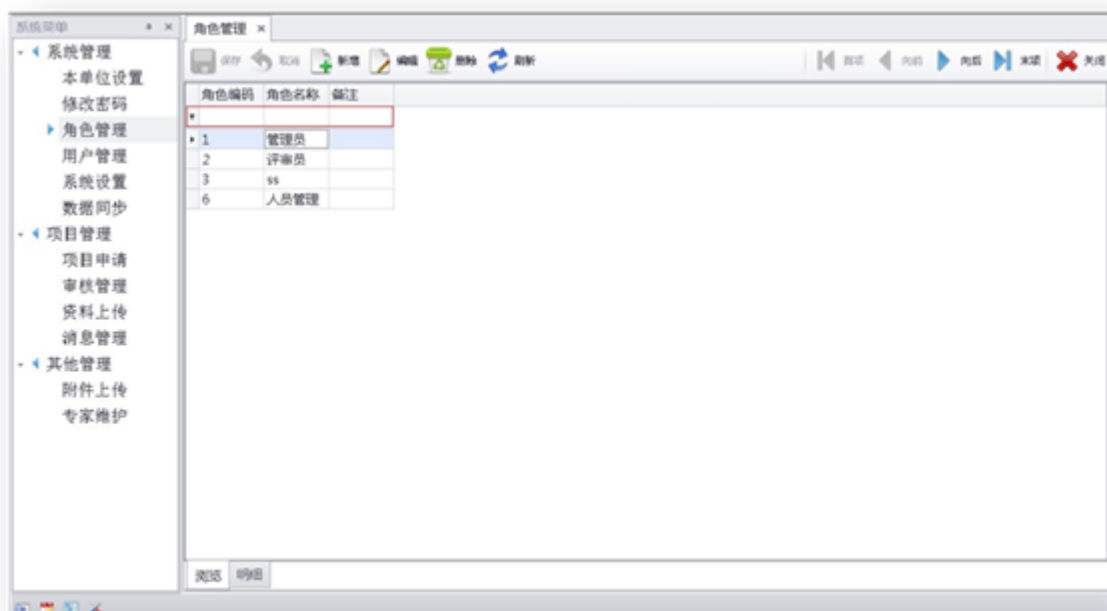 系统菜单
角色管理
系统管理
本单位设置
修改密码
角色管理
用户管理
系统设置
数据同步
项目管理
项目申请
审核管理
资料上传
消息管理
其他管理
附件上传
专家维护
保存 取消 新增 编辑 删除 刷新 首项 向前 向后 末项 关闭
角色编码 角色名称 备注
1 管理员
2 评审员
3 ss
6 人员管理
浏览 明细